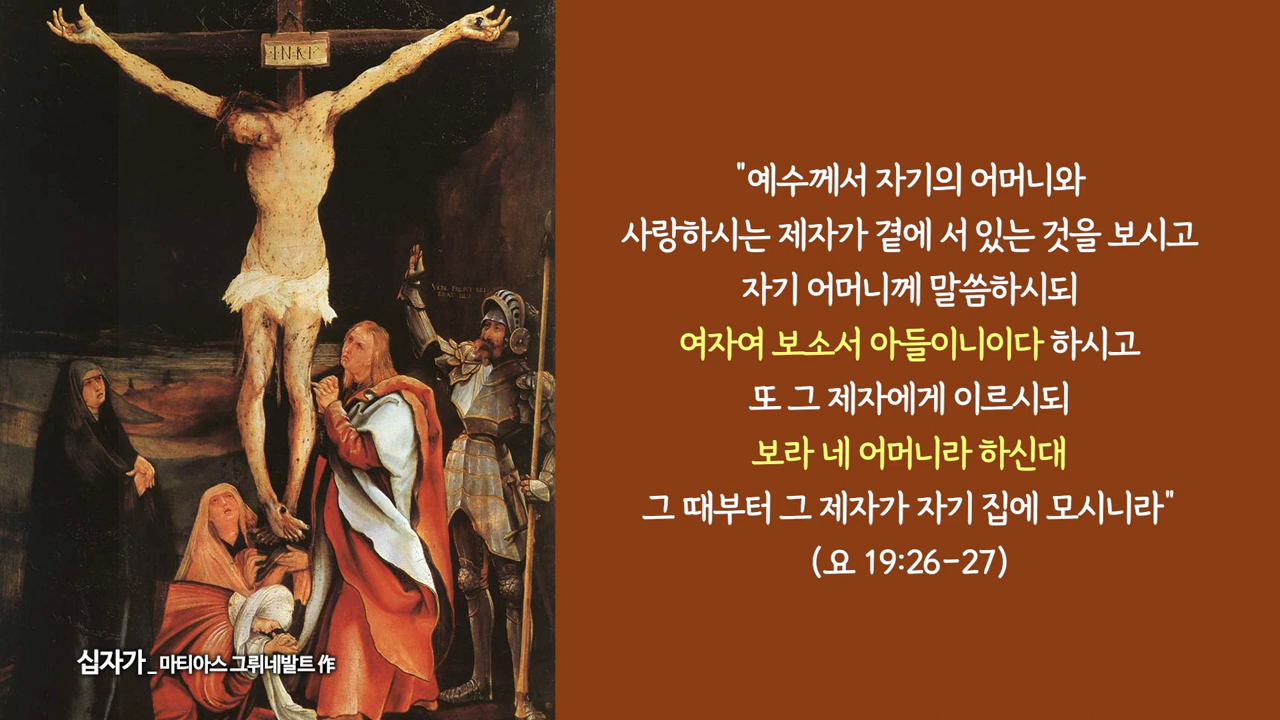 ·I·N·R·I·
십자가 _ 마티아스 그뤼네발트 作
"예수께서 자기의 어머니와
사랑하시는 제자가 곁에 서 있는 것을 보시고
자기 어머니께 말씀하시되
여자여 보소서 아들이니이다 하시고
또 그 제자에게 이르시되
보라 네 어머니라 하신대
그 때부터 그 제자가 자기 집에 모시니라"
(요 19:26-27)